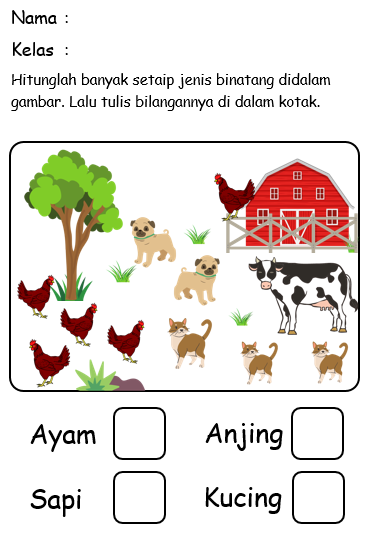 Nama :
Kelas :
Hitunglah banyak setaip jenis binatang didalam
gambar. Lalu tulis bilangannya di dalam kotak.
Ayam
Anjing
Sapi
Kucing